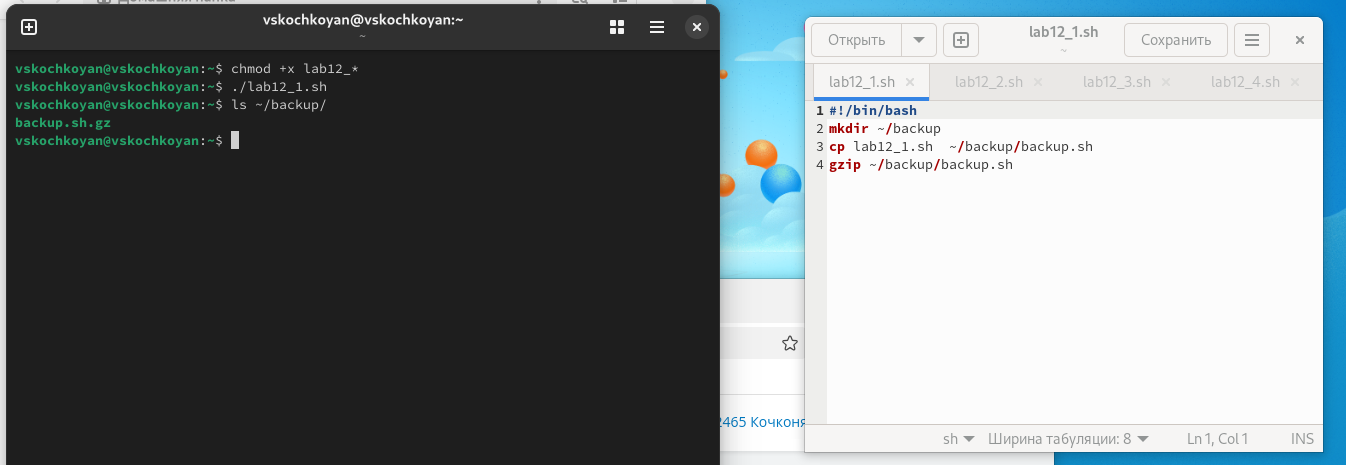 vskochkoyan@vskochkoyan:~
~
vskochkoyan@vskochkoyan:~$ chmod +x lab12_*
vskochkoyan@vskochkoyan:~$ ./lab12_1.sh
vskochkoyan@vskochkoyan:~$ ls ~/backup/
backup.sh.gz
vskochkoyan@vskochkoyan:~$
2465 Кочконя
Открыть
lab12_1.sh
~
Сохранить
lab12_1.sh
lab12_2.sh
lab12_3.sh
lab12_4.sh
1 #!/bin/bash
2 mkdir ~/backup
3 cp lab12_1.sh  ~/backup/backup.sh
4 gzip ~/backup/backup.sh
sh
Ширина табуляции: 8
Ln 1, Col 1
INS